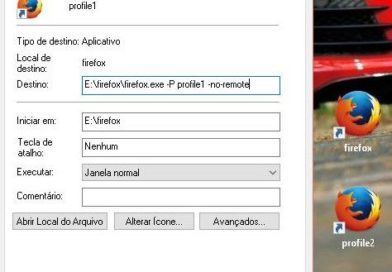 profile1
Tipo de destino: Aplicativo
Local de destino: firefox
Destino: E:\firefox\firefox.exe -P profile1 -no-remote
Iniciar em: E:\firefox
Tecla de atalho: Nenhum
Executar: Janela normal
Comentário:
Abrir Local do Arquivo Alterar Ícone... Avançados...
firefox
profile2